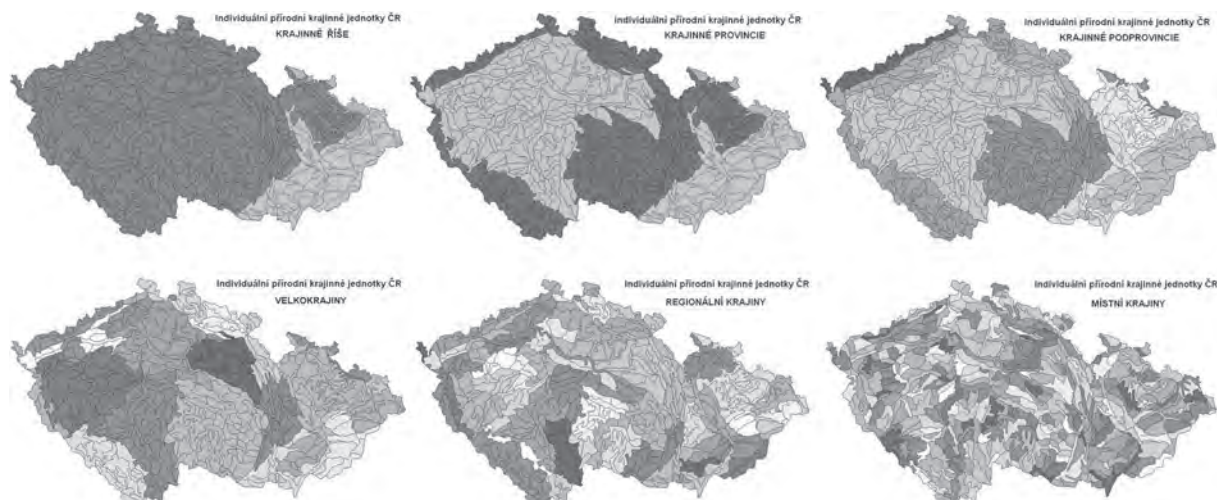 Individuální přírodní krajinné jednotky ČR
KRAJINNÉ ŘÍŠE
Individuální přírodní krajinné jednotky ČR
KRAJINNÉ PROVINCIE
Individuální přírodní krajinné jednotky ČR
KRAJINNÉ PODPROVINCIE
Individuální přírodní krajinné jednotky ČR
VELKOKRAJINY
Individuální přírodní krajinné jednotky ČR
REGIONÁLNÍ KRAJINY
Individuální přírodní krajinné jednotky ČR
MÍSTNÍ KRAJINY